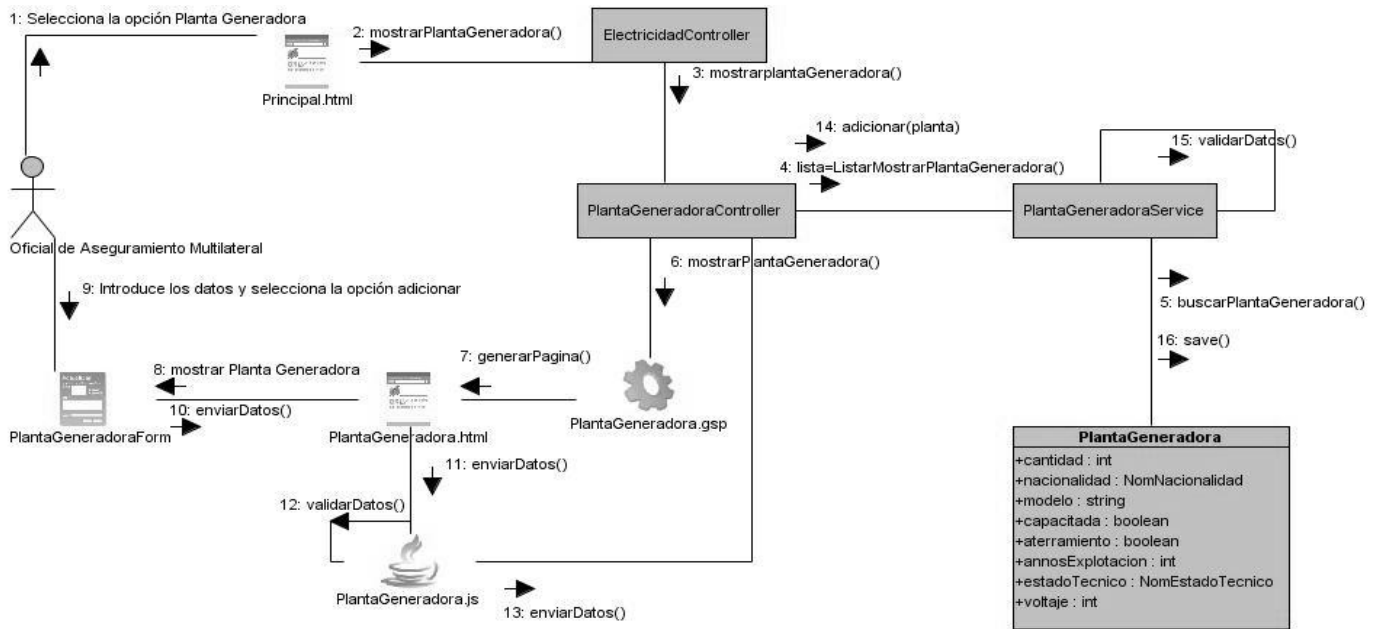 1: Selecciona la opción Planta Generadora
2: mostrarPlantaGeneradora()
ElectricidadController
Principal.html
3: mostrarplantaGeneradora()
14: adicionar(planta)
15: validarDatos()
4: lista=ListarMostrarPlantaGeneradora()
PlantaGeneradoraController
PlantaGeneradoraService
Oficial de Aseguramiento Multilateral
6: mostrarPlantaGeneradora()
9: Introduce los datos y selecciona la opción adicionar
5: buscarPlantaGeneradora()
16: save()
7: generarPagina()
8: mostrar Planta Generadora
10: enviarDatos()
PlantaGeneradoraForm
PlantaGeneradora.html
PlantaGeneradora.gsp
PlantaGeneradora
+cantidad : int
+nacionalidad : NomNacionalidad
+modelo : string
+capacitada : boolean
+aterramiento : boolean
+annosExplotacion : int
+estadoTecnico : NomEstadoTecnico
+voltaje : int
11: enviarDatos()
12: validarDatos()
PlantaGeneradora.js
13: enviarDatos()